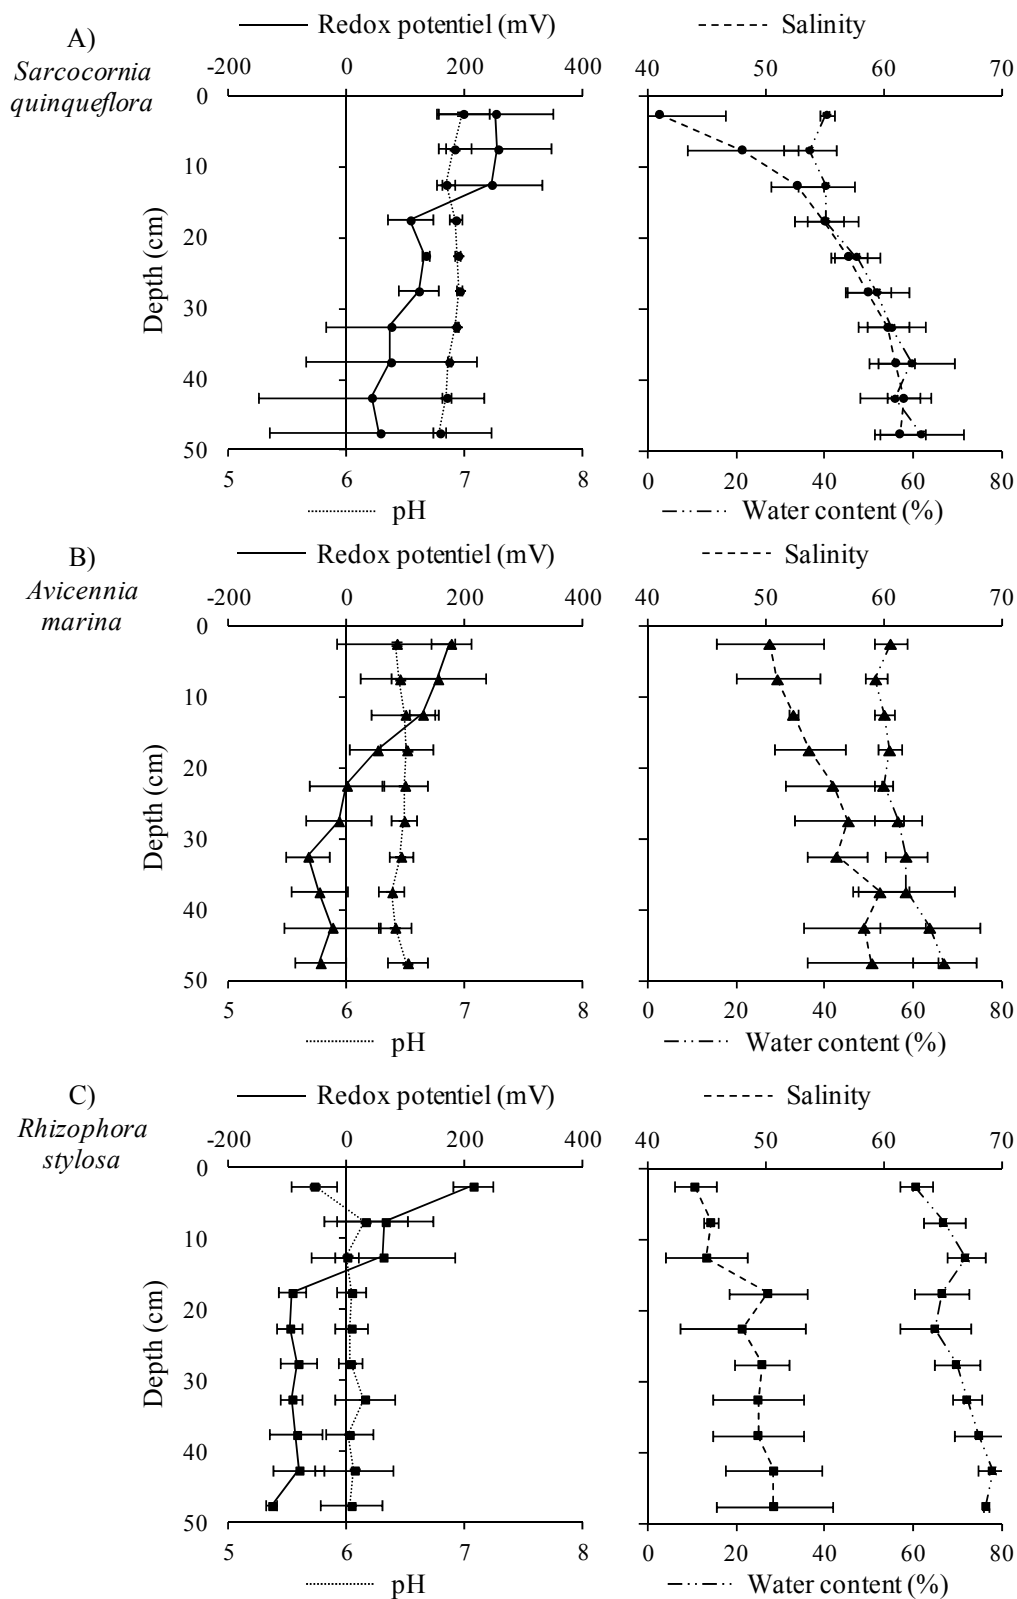 A)
Sarcocornia
quinqueflora
Redox potentiel (mV)
-200 0 200 400
0
10
20
30
40
50
Depth (cm)
5 6 7 8
pH
Salinity
40 50 60 70
0 20 40 60 80
Water content (%)
B)
Avicennia
marina
Redox potentiel (mV)
-200 0 200 400
0
10
20
30
40
50
Depth (cm)
5 6 7 8
pH
Salinity
40 50 60 70
0 20 40 60 80
Water content (%)
C)
Rhizophora
stylosa
Redox potentiel (mV)
-200 0 200 400
0
10
20
30
40
50
Depth (cm)
5 6 7 8
pH
Salinity
40 50 60 70
0 20 40 60 80
Water content (%)